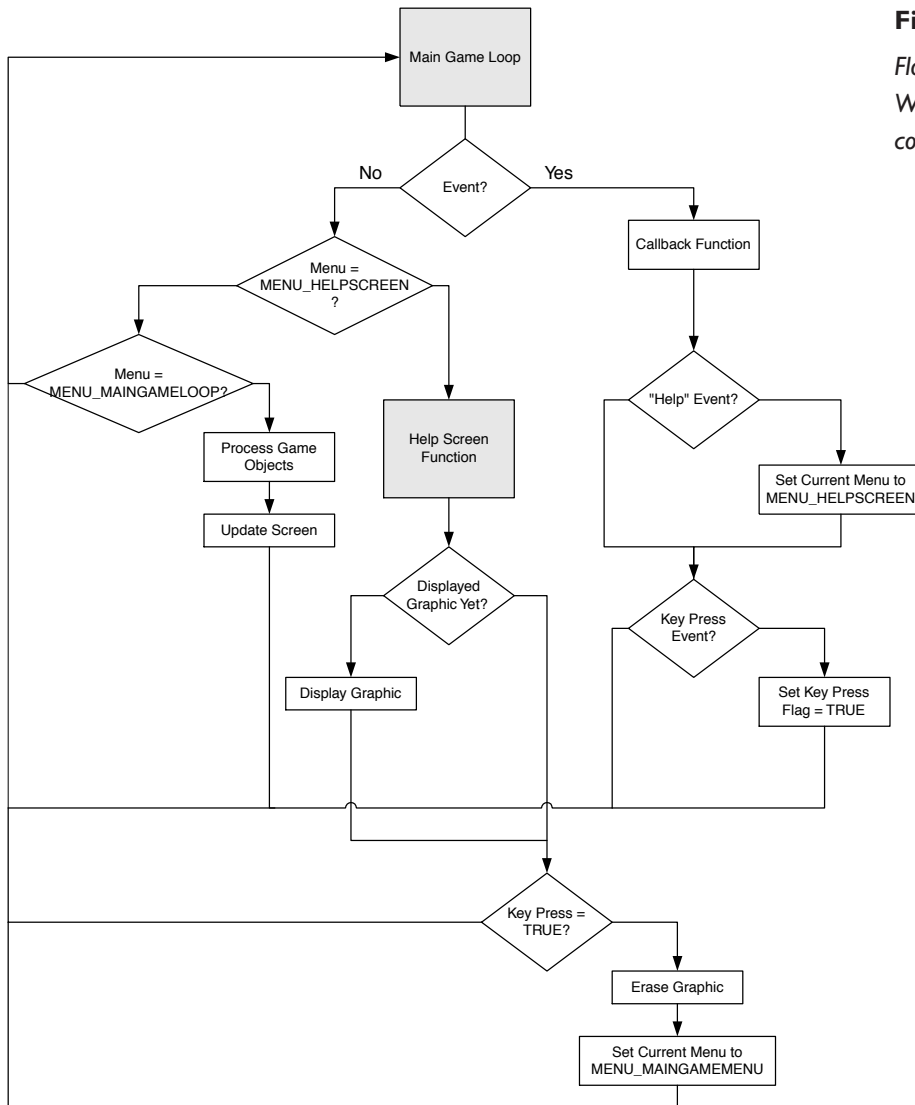 Fi
Main Game Loop
Flo
W
co
No
Yes
Event?
Callback Function
Menu =
MENU_HELPSCREEN
?
Menu =
MENU_MAINGAMELOOP?
"Help" Event?
Process Game
Objects
Help Screen
Function
Set Current Menu to
MENU_HELPSCREEN
Update Screen
Displayed
Graphic Yet?
Key Press
Event?
Display Graphic
Set Key Press
Flag = TRUE
Key Press =
TRUE?
Erase Graphic
Set Current Menu to
MENU_MAINGAMEMENU